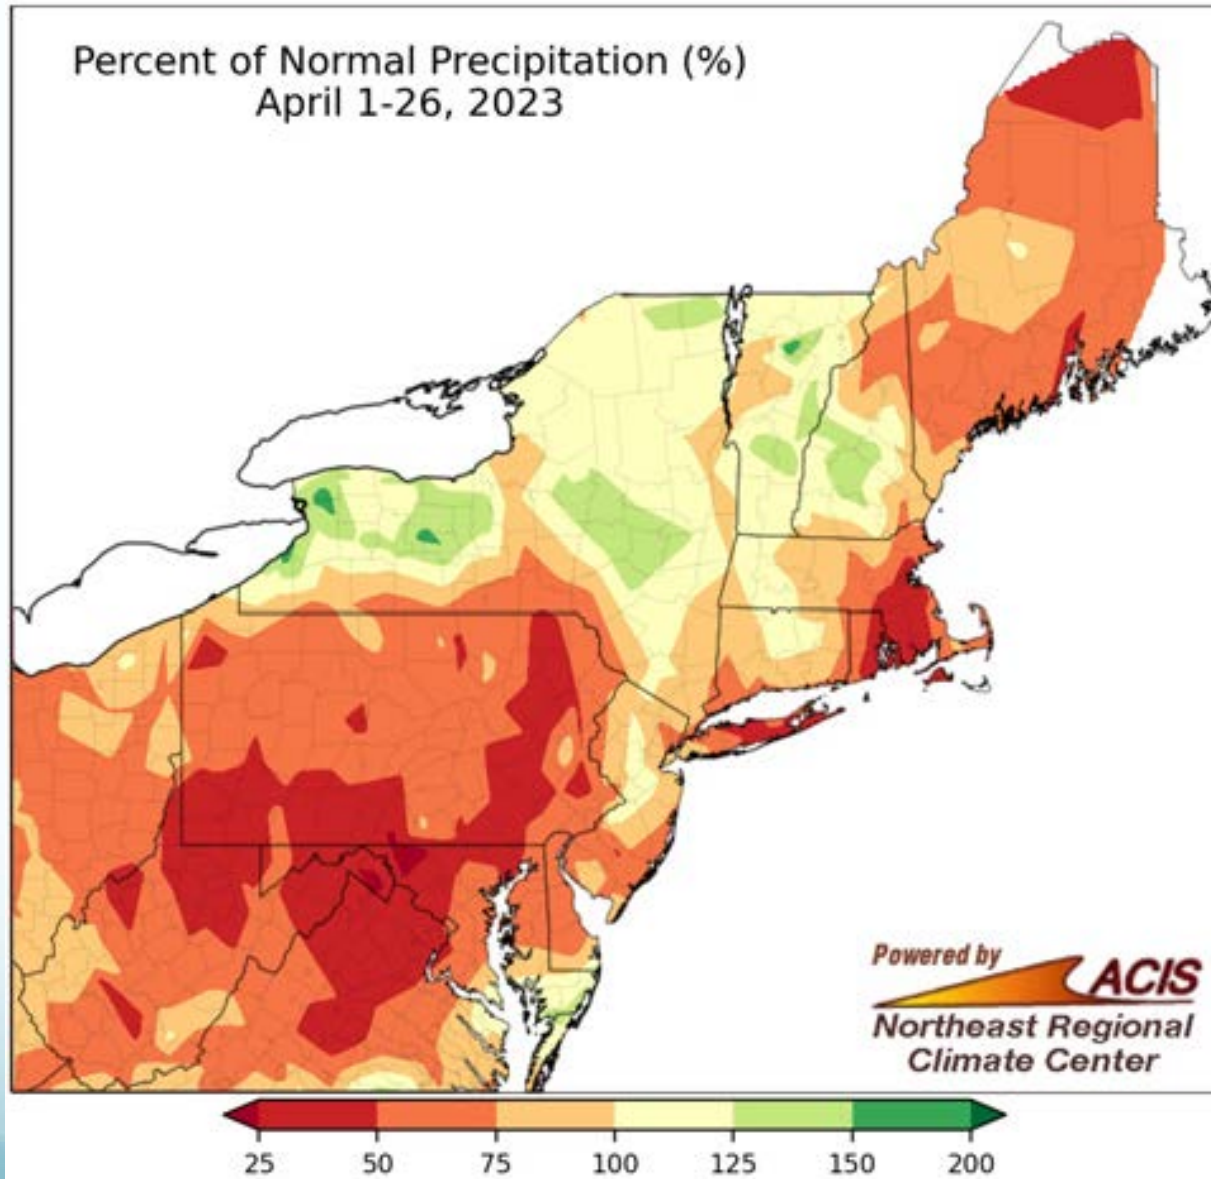 Percent of Normal Precipitation (%)
April 1-26, 2023
Powered by
ACIS
Northeast Regional
Climate Center
25 50 75 100 125 150 200